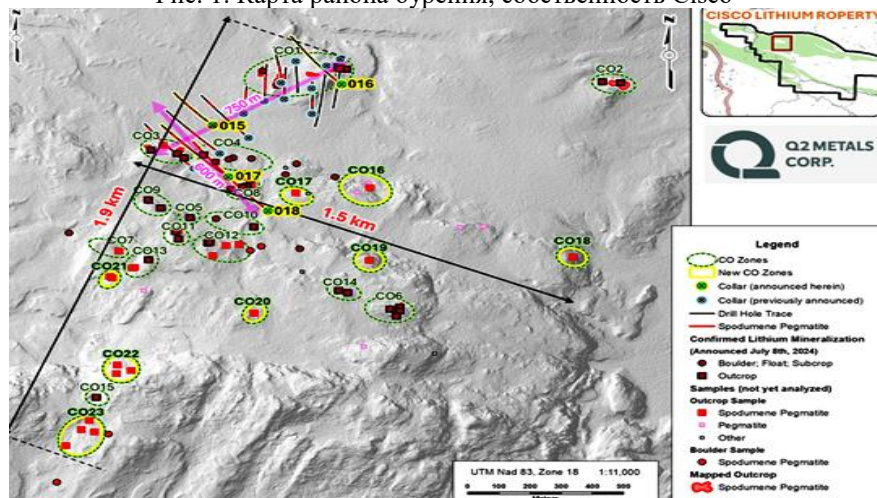 Рис. 1. Карта района бурения, собственность Cisco
CISCO LITHIUM ROPERTY
Q2 METALS
CORP.
CO1
CO2
016
750 m
015
CO3
CO4
600 m
017
CO8
CO17
CO16
CO9
018
CO5
CO10
1.5 km
1.9 km
CO11
CO12
CO7
CO13
CO19
CO18
CO21
CO14
CO6
CO20
CO22
CO15
CO23
Legend
CO Zones
New CO Zones
Collar (announced herein)
Collar (previously announced)
Drill Hole Trace
Spodumene Pegmatite
Confirmed Lithium Mineralization
(Announced July 8th, 2024)
Boulder; Float; Subcrop
Outcrop
Samples (not yet analyzed)
Outcrop Sample
Spodumene Pegmatite
Pegmatite
Other
Boulder Sample
Spodumene Pegmatite
Mapped Outcrop
Spodumene Pegmatite
UTM Nad 83, Zone 18 1:11,000
0 100 200 300 400 500
Meters